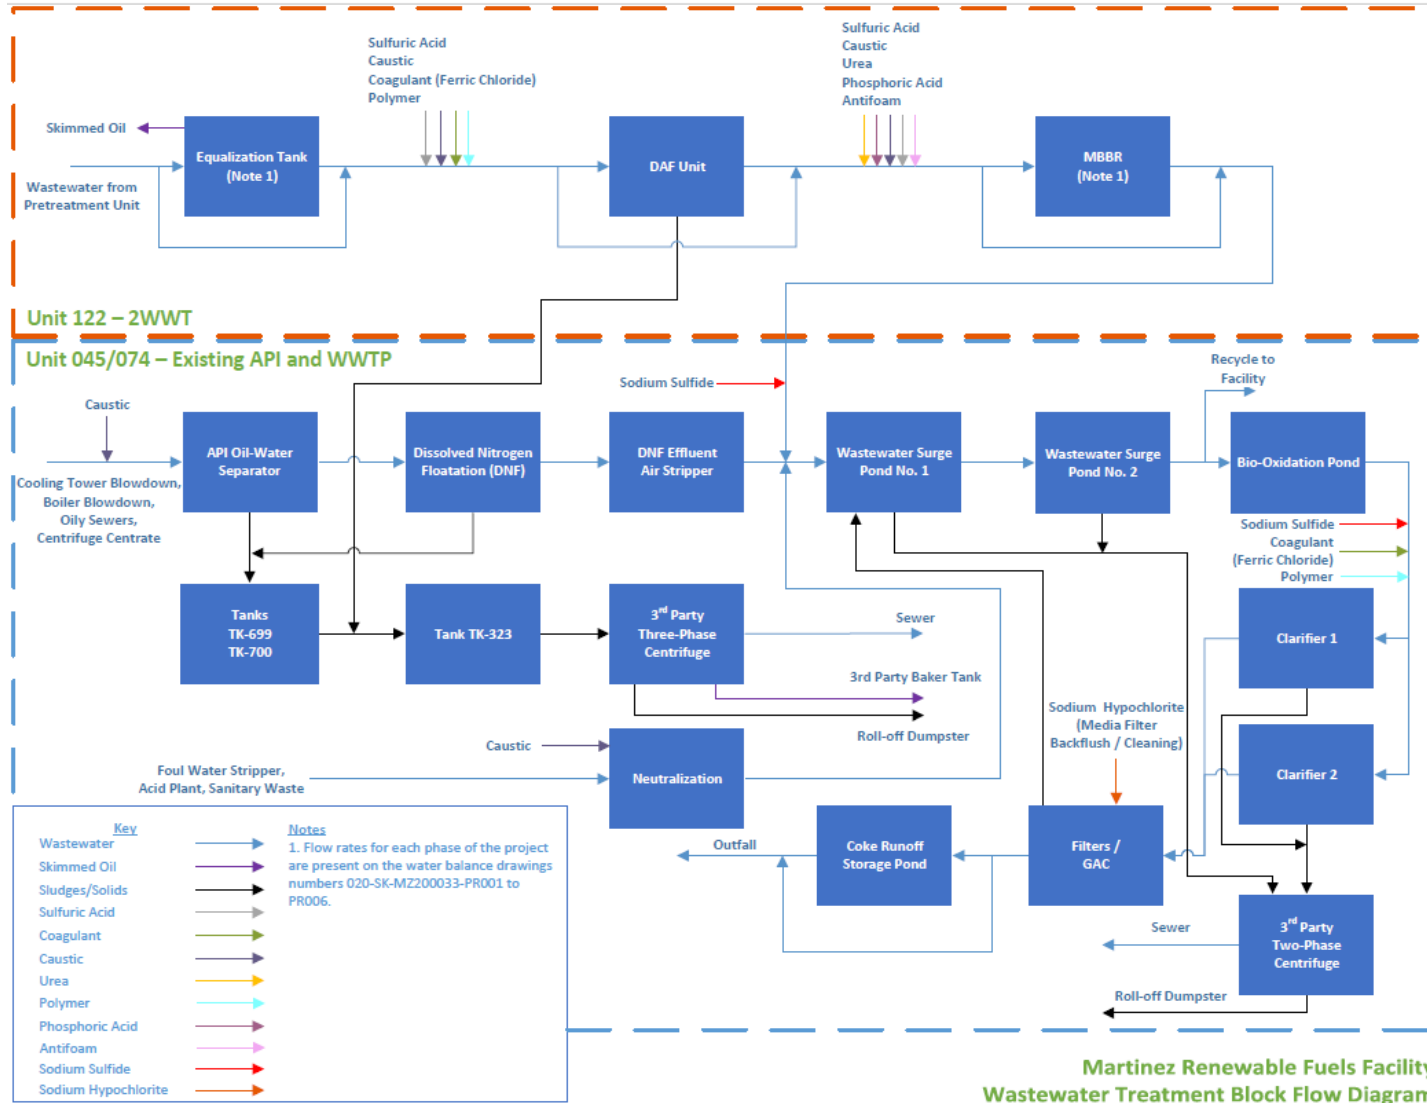 Sulfuric Acid
Caustic
Coagulant (Ferric Chloride)
Polymer
Sulfuric Acid
Caustic
Urea
Phosphoric Acid
Antifoam
Skimmed Oil
Equalization Tank
(Note 1)
DAF Unit
MBBR
(Note 1)
Wastewater from
Pretreatment Unit
Unit 122 – 2WWT
Unit 045/074 – Existing API and WWTP
Recycle to
Facility
Sodium Sulfide
Caustic
API Oil-Water
Separator
Dissolved Nitrogen
Floatation (DNF)
DNF Effluent
Air Stripper
Wastewater Surge
Pond No. 1
Wastewater Surge
Pond No. 2
Bio-Oxidation Pond
Cooling Tower Blowdown,
Boiler Blowdown,
Oily Sewers,
Centrifuge Centrate
Sodium Sulfide
Coagulant
(Ferric Chloride)
Polymer
Tanks
TK-699
TK-700
Tank TK-323
3rd Party
Three-Phase
Centrifuge
Sewer
Clarifier 1
3rd Party Baker Tank
Roll-off Dumpster
Sodium Hypochlorite
(Media Filter
Backflush / Cleaning)
Caustic
Foul Water Stripper,
Acid Plant, Sanitary Waste
Neutralization
Clarifier 2
Outfall
Coke Runoff
Storage Pond
Filters /
GAC
Sewer
3rd Party
Two-Phase
Centrifuge
Roll-off Dumpster
Key
Wastewater
Skimmed Oil
Sludges/Solids
Sulfuric Acid
Coagulant
Caustic
Urea
Polymer
Phosphoric Acid
Antifoam
Sodium Sulfide
Sodium Hypochlorite
Notes
1. Flow rates for each phase of the project
are present on the water balance drawings
numbers 020-SK-MZ200033-PR001 to
PR006.
Martinez Renewable Fuels Facility
Wastewater Treatment Block Flow Diagram